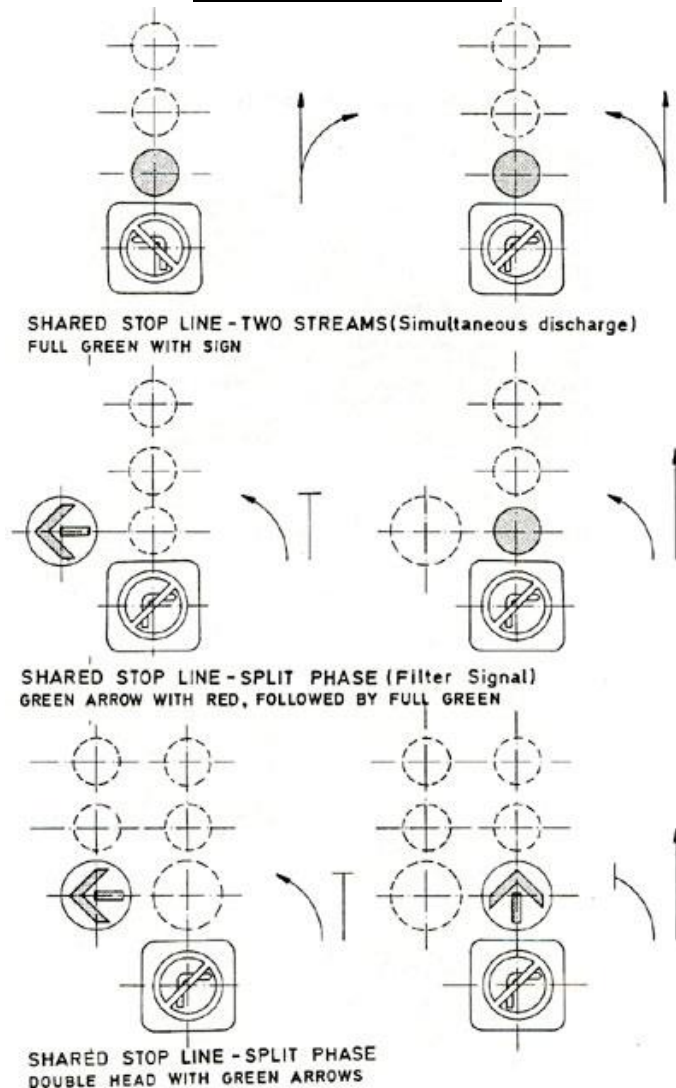 SHARED STOP LINE - TWO STREAMS (Simultaneous discharge)
FULL GREEN WITH SIGN
SHARED STOP LINE - SPLIT PHASE (Filter Signal)
GREEN ARROW WITH RED, FOLLOWED BY FULL GREEN
SHARED STOP LINE - SPLIT PHASE
DOUBLE HEAD WITH GREEN ARROWS